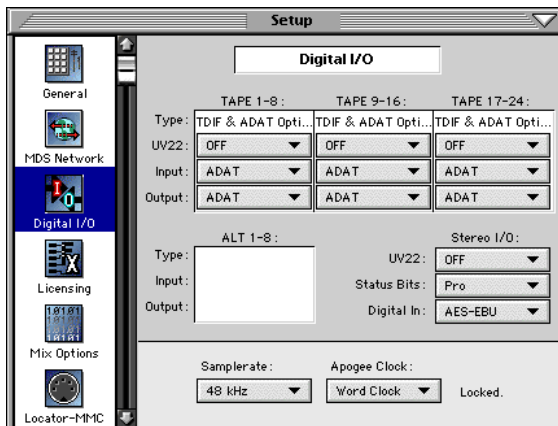 Setup
General
MDS Network
Digital I/O
Licensing
Mix Options
Locator-MMC
Digital I/O
TAPE 1-8: TAPE 9-16: TAPE 17-24:
Type: TDIF & ADAT Opti... TDIF & ADAT Opti... TDIF & ADAT Opti...
UV22: OFF OFF OFF
Input: ADAT ADAT ADAT
Output: ADAT ADAT ADAT
ALT 1-8:
Type:
Input:
Output:
Stereo I/O:
UV22: OFF
Status Bits: Pro
Digital In: AES-EBU
Samplerate: Apogee Clock:
48 kHz Word Clock Locked.